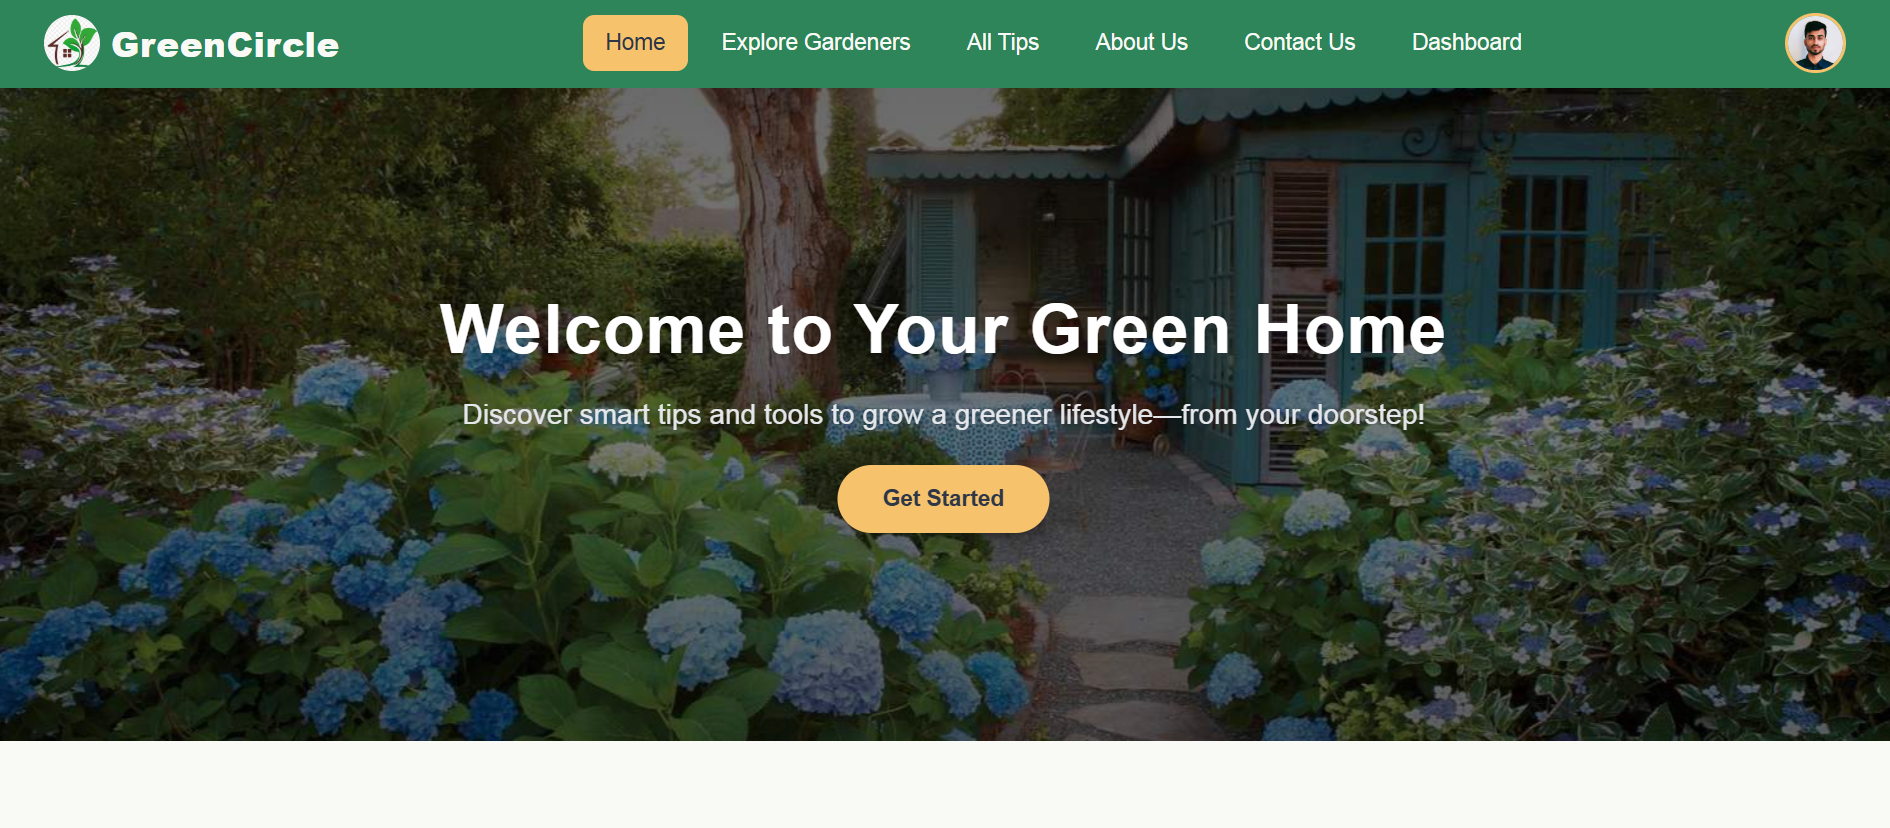 GreenCircle
Home
Explore Gardeners
All Tips
About Us
Contact Us
Dashboard
Welcome to Your Green Home
Discover smart tips and tools to grow a greener lifestyle—from your doorstep!
Get Started